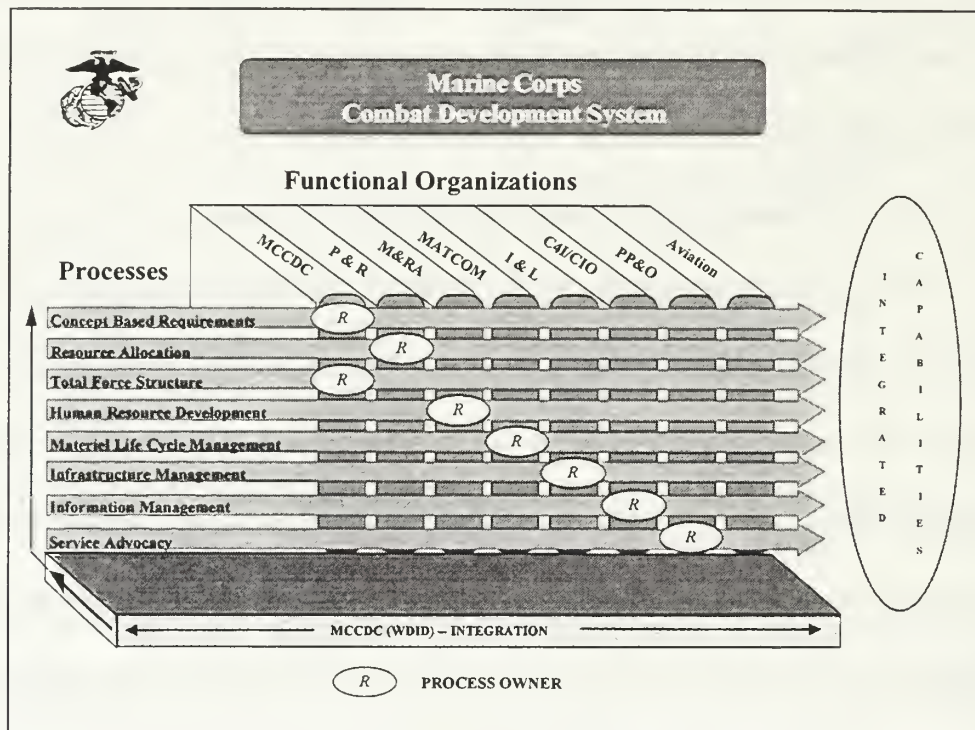 Marine Corps
Combat Development System
Functional Organizations
MCCDC
P & R
M&RA
MATCOM
I & L
C4I/CIO
PP&O
Aviation
Processes
Concept Based Requirements
R
Resource Allocation
R
Total Force Structure
R
Human Resource Development
R
Materiel Life Cycle Management
R
Infrastructure Management
R
Information Management
R
Service Advocacy
R
INTEGRATED
CAPABILITIES
MCCDC (WDID) – INTEGRATION
R PROCESS OWNER